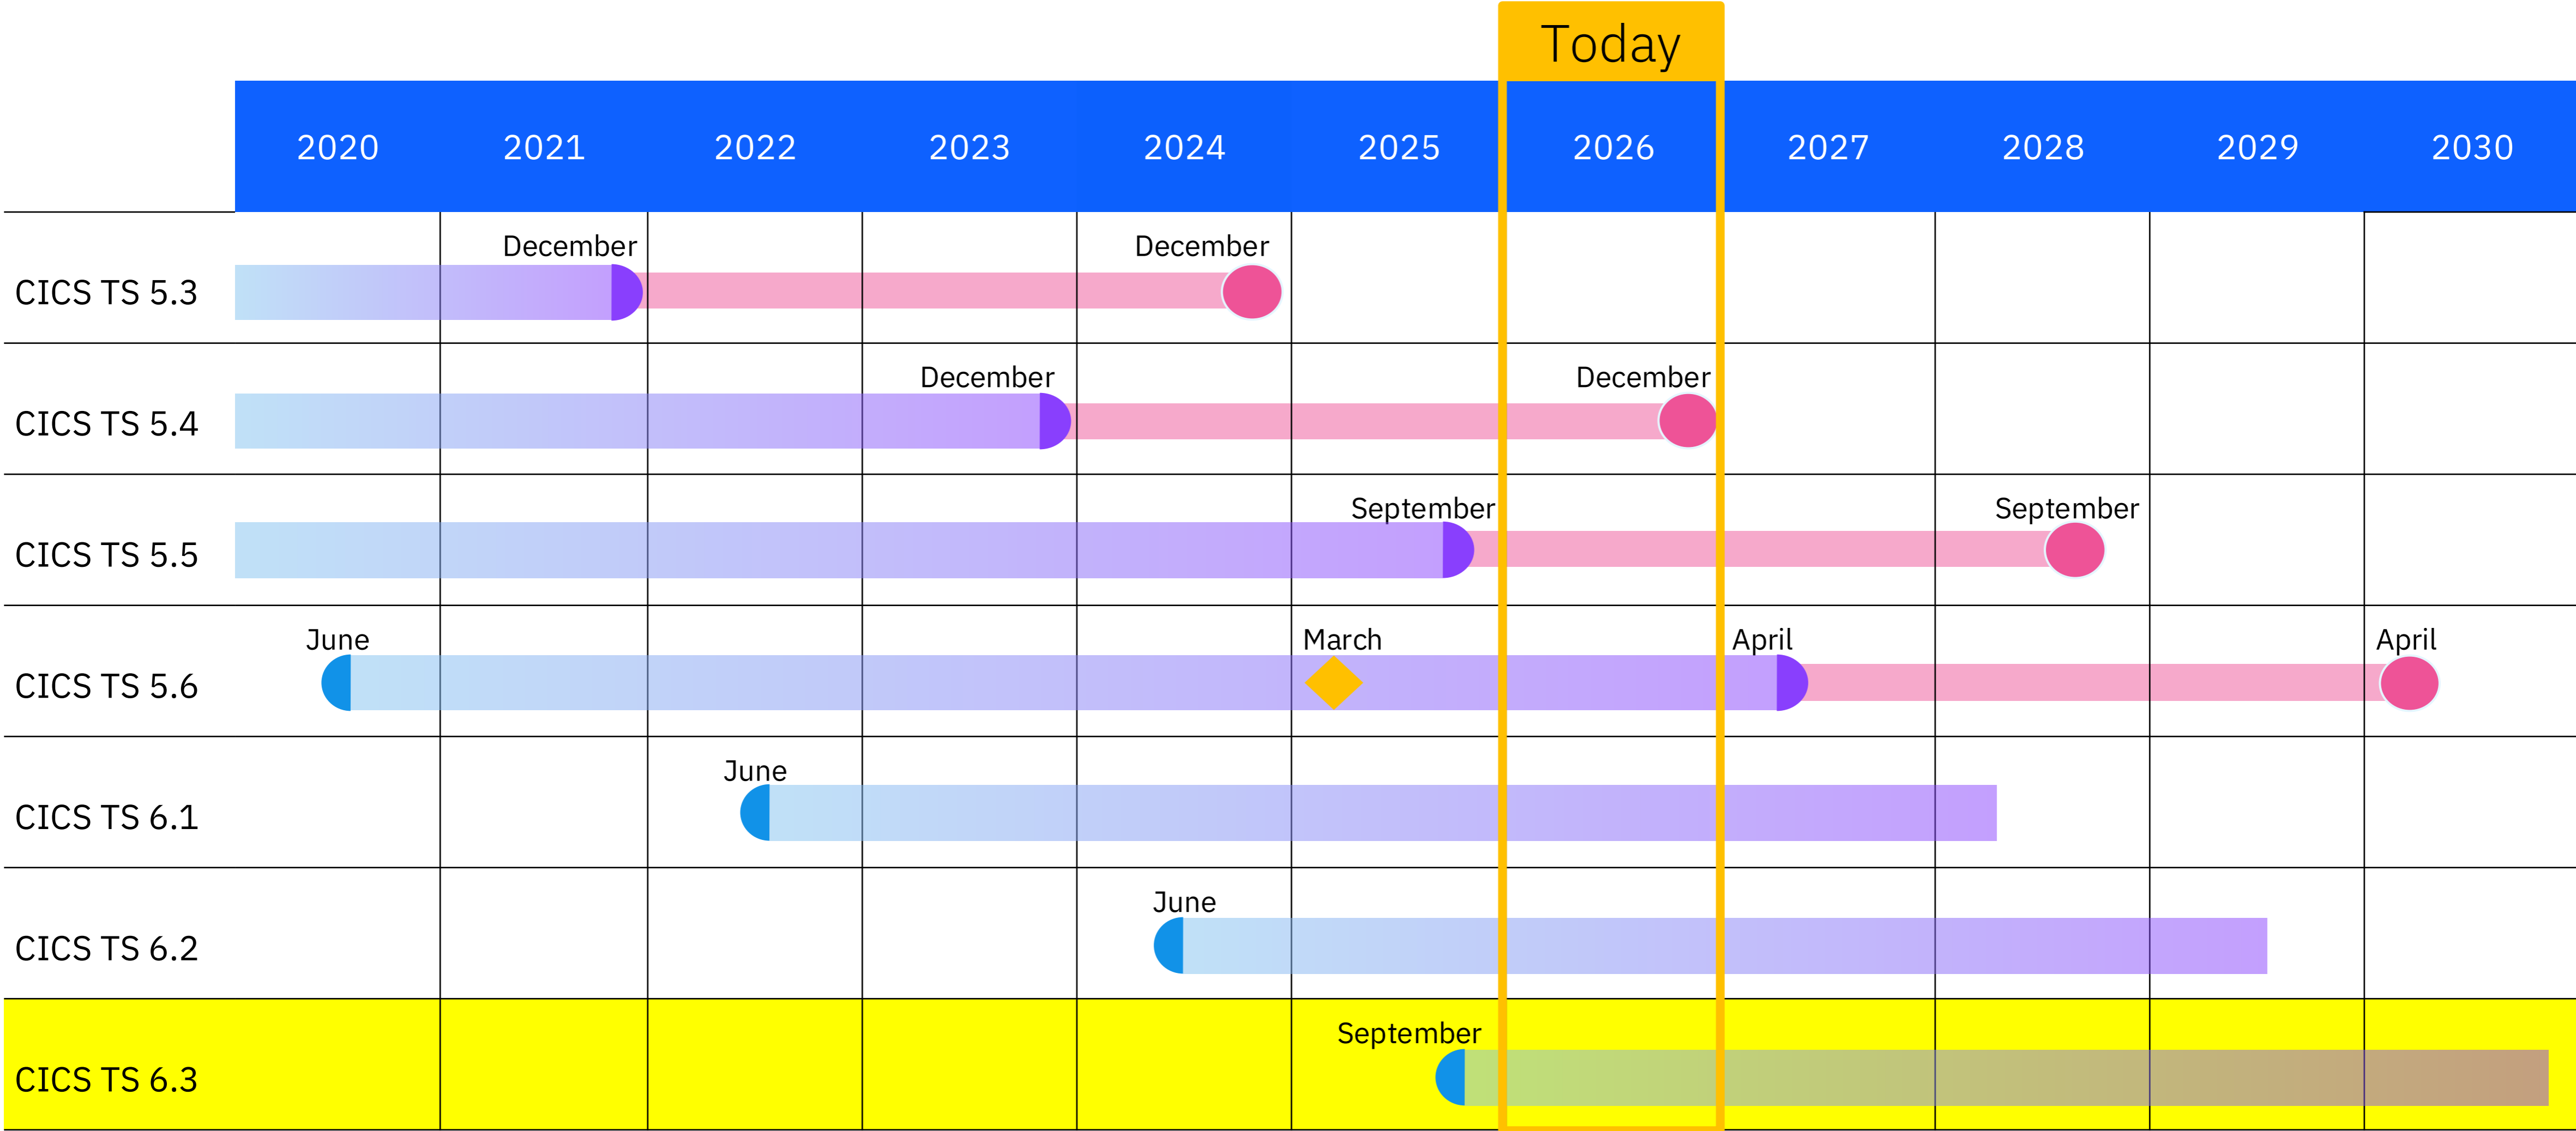 Today
2020 2021 2022 2023 2024 2025 2026 2027 2028 2029 2030
December December
CICS TS 5.3
December December
CICS TS 5.4
September September
CICS TS 5.5
June March April April
CICS TS 5.6
June
CICS TS 6.1
June
CICS TS 6.2
September
CICS TS 6.3